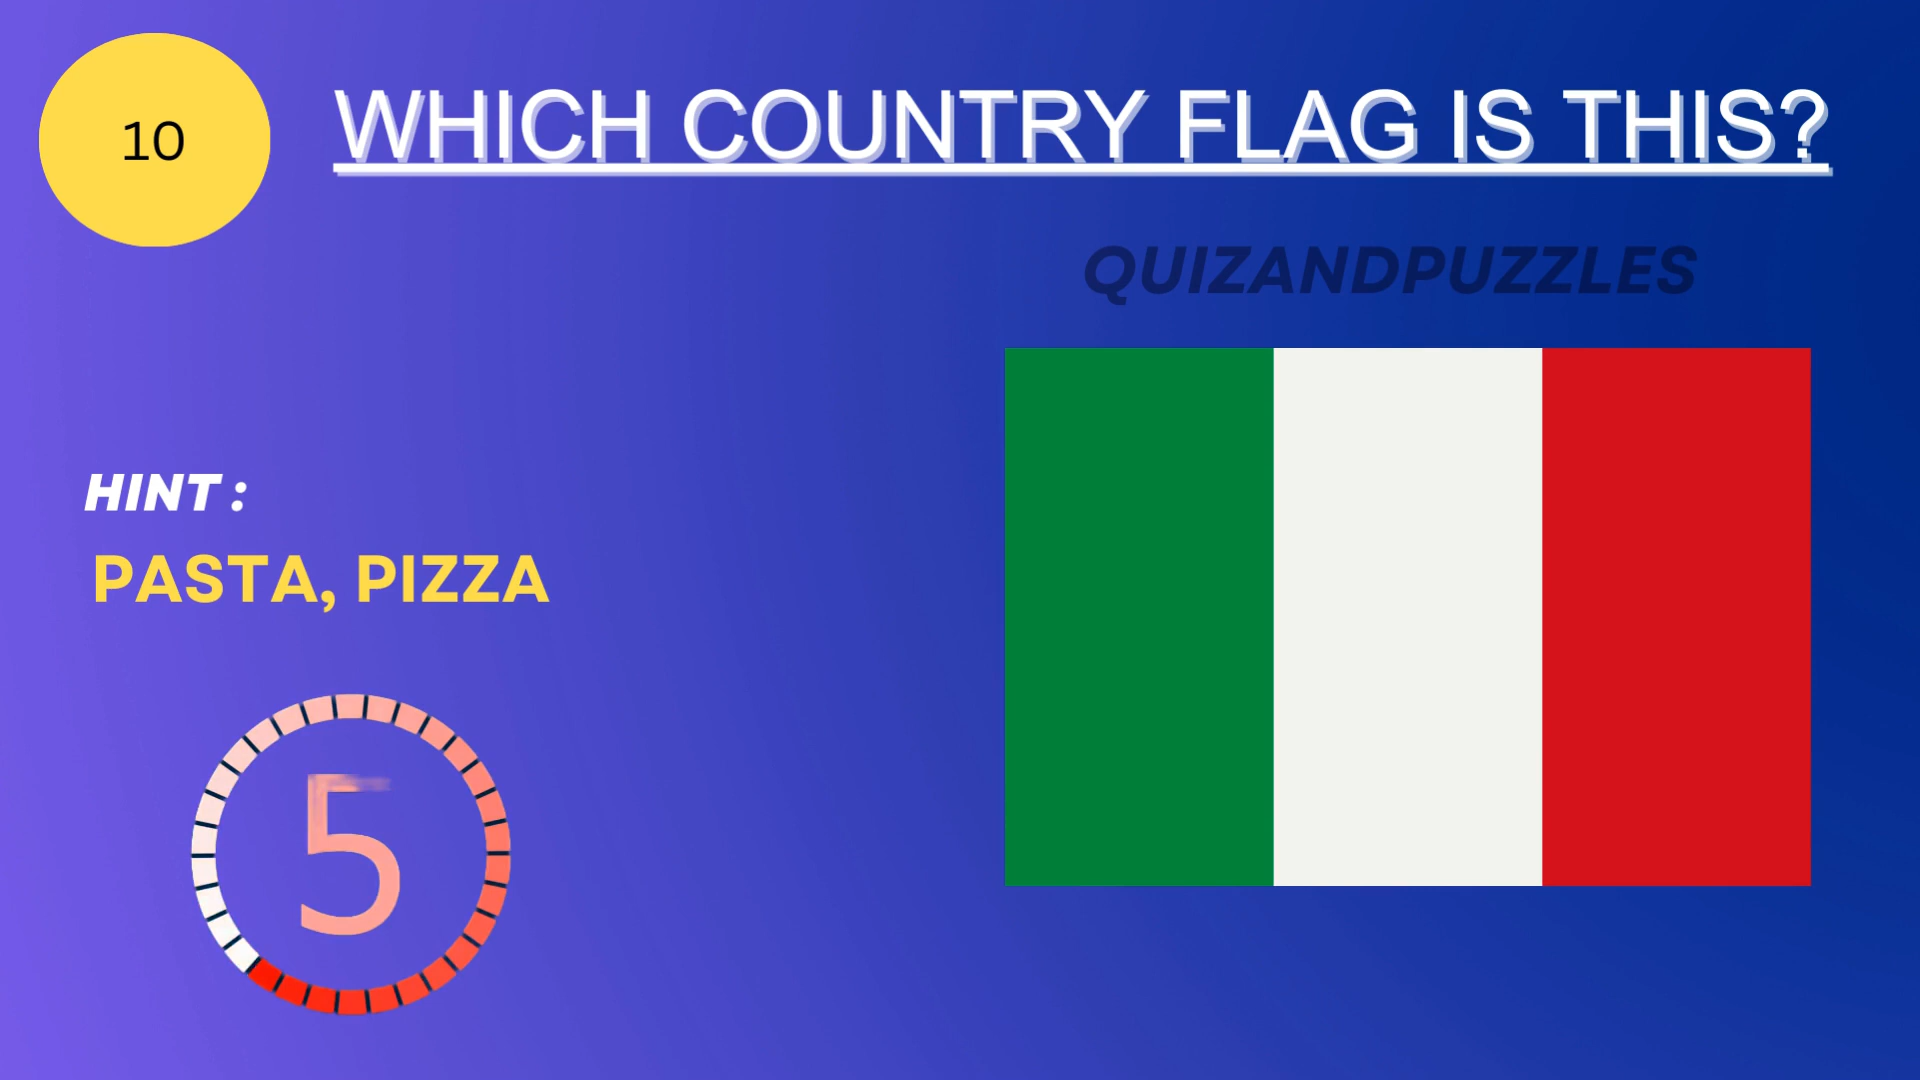 10
WHICH COUNTRY FLAG IS THIS?
QUIZANDPUZZLES
HINT :
PASTA, PIZZA
5